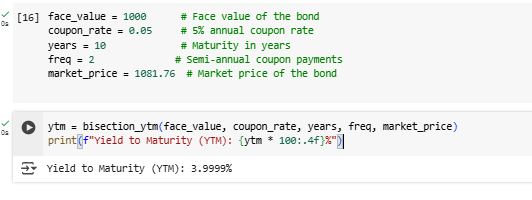 0s [16] face_value = 1000 # Face value of the bond
coupon_rate = 0.05 # 5% annual coupon rate
years = 10 # Maturity in years
freq = 2 # Semi-annual coupon payments
market_price = 1081.76 # Market price of the bond
0s ytm = bisection_ytm(face_value, coupon_rate, years, freq, market_price)
print(f"Yield to Maturity (YTM): {ytm * 100:.4f}%")
Yield to Maturity (YTM): 3.9999%